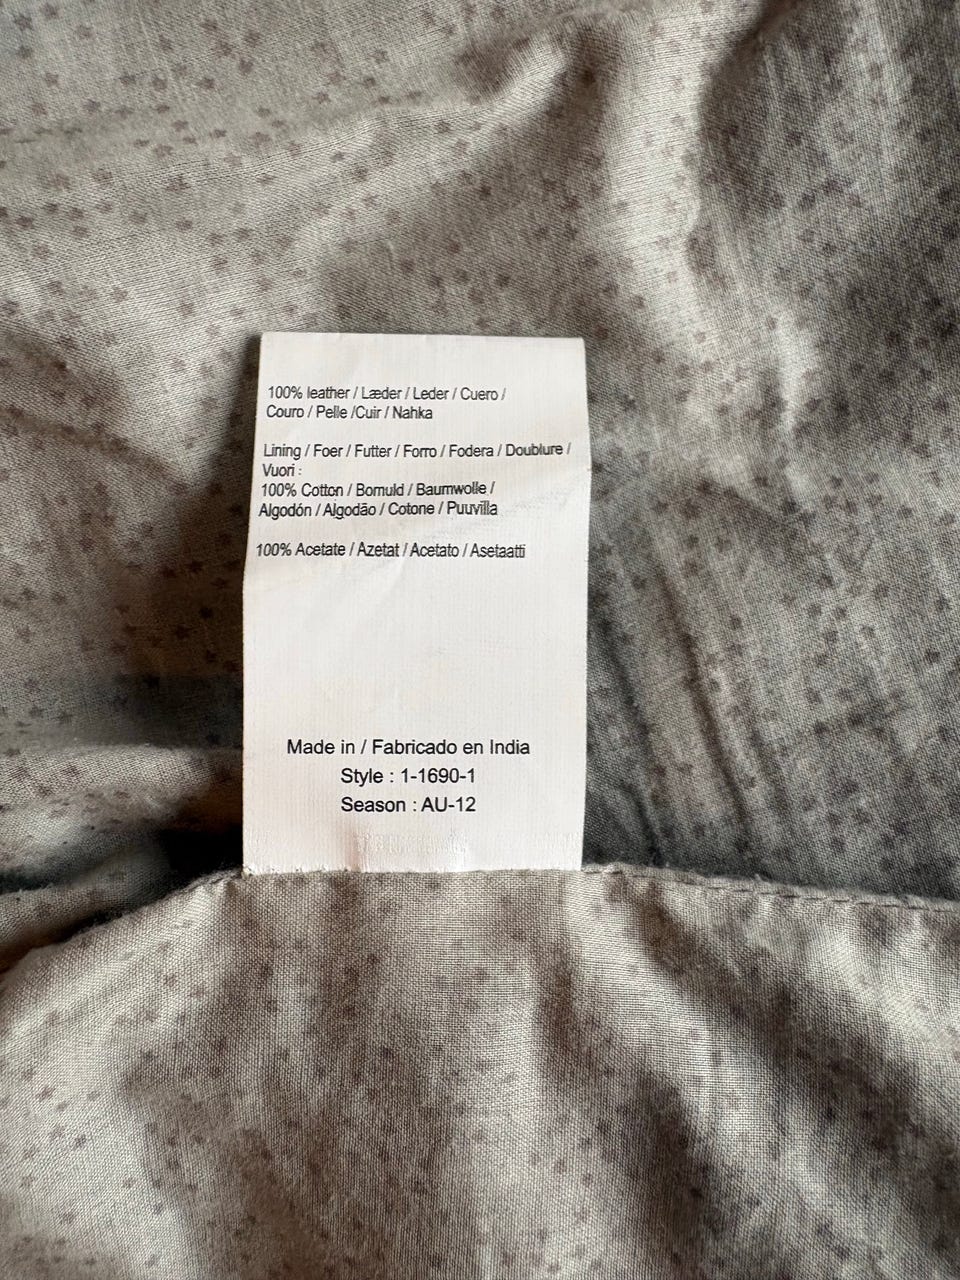 100% leather / Læder / Leder / Cuero /
Couro / Pelle /Cuir / Nahka
Lining / Foer / Futter / Forro / Fodera / Doublure /
Vuori :
100% Cotton / Bomuld / Baumwolle /
Algodón / Algodão / Cotone / Puuvilla
100% Acetate / Azetat / Acetato / Asetaatti
Made in / Fabricado en India
Style : 1-1690-1
Season : AU-12